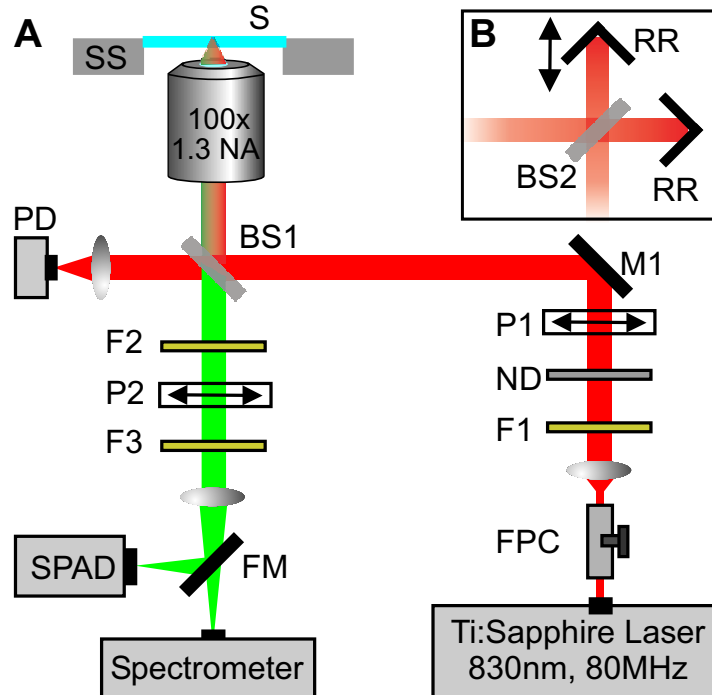 A
S
SS
100x
1.3 NA
B
RR
BS2
RR
PD
BS1
M1
P1
F2
ND
P2
F1
F3
FPC
SPAD
FM
Spectrometer
Ti:Sapphire Laser
830nm, 80MHz